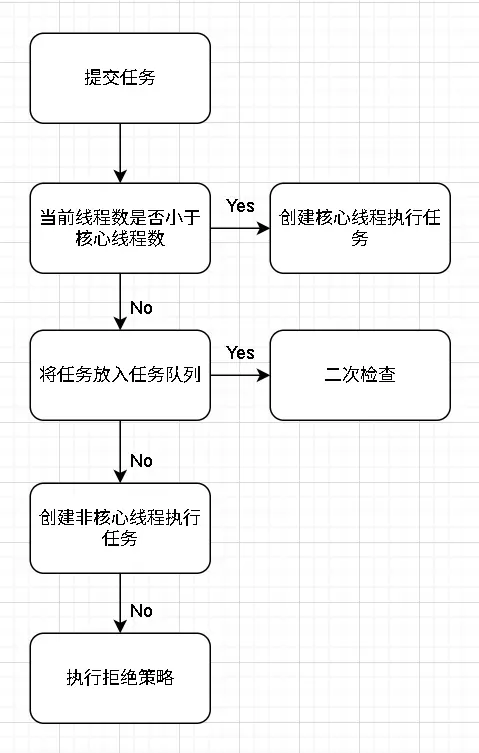 提交任务
当前线程数是否小于
核心线程数
Yes
创建核心线程执行任
务
No
将任务放入任务队列
Yes
二次检查
No
创建非核心线程执行
任务
No
执行拒绝策略